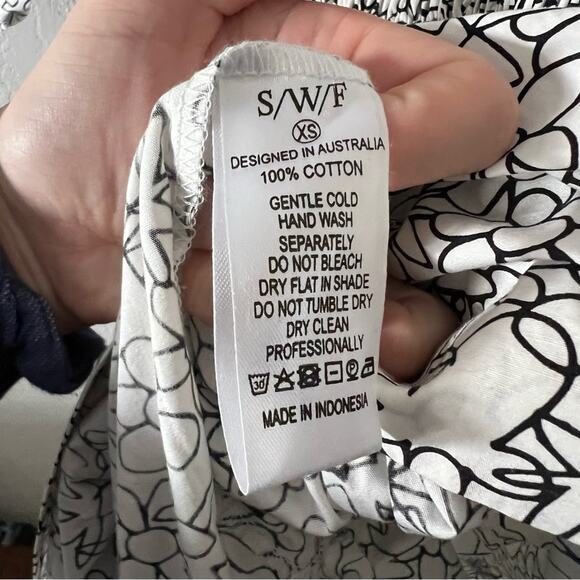 S/W/F
XS
DESIGNED IN AUSTRALIA
100% COTTON
GENTLE COLD
HAND WASH
SEPARATELY
DO NOT BLEACH
DRY FLAT IN SHADE
DO NOT TUMBLE DRY
DRY CLEAN
PROFESSIONALLY
30 P
MADE IN INDONESIA